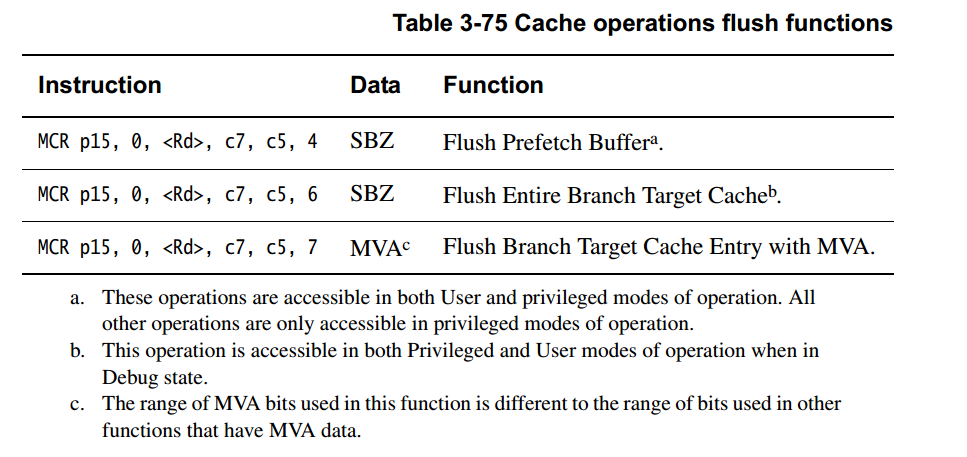 Table 3-75 Cache operations flush functions
Instruction Data Function
MCR p15, 0, <Rd>, c7, c5, 4 SBZ Flush Prefetch Bufferᵃ.
MCR p15, 0, <Rd>, c7, c5, 6 SBZ Flush Entire Branch Target Cacheᵇ.
MCR p15, 0, <Rd>, c7, c5, 7 MVAᶜ Flush Branch Target Cache Entry with MVA.
a. These operations are accessible in both User and privileged modes of operation. All
other operations are only accessible in privileged modes of operation.
b. This operation is accessible in both Privileged and User modes of operation when in
Debug state.
c. The range of MVA bits used in this function is different to the range of bits used in other
functions that have MVA data.